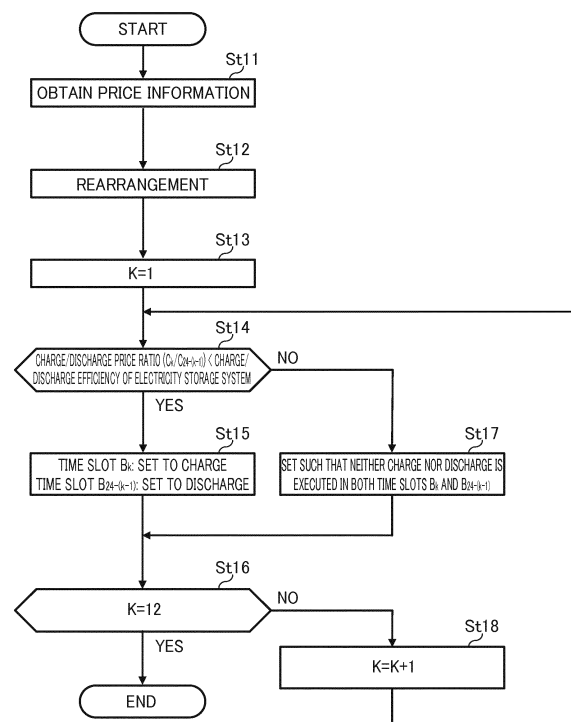 START
St11
OBTAIN PRICE INFORMATION
St12
REARRANGEMENT
St13
K=1
St14
CHARGE/DISCHARGE PRICE RATIO (Ck/C24-(k-1)) < CHARGE/
DISCHARGE EFFICIENCY OF ELECTRICITY STORAGE SYSTEM
NO
YES
St15
TIME SLOT Bk: SET TO CHARGE
TIME SLOT B24-(k-1): SET TO DISCHARGE
St17
SET SUCH THAT NEITHER CHARGE NOR DISCHARGE IS
EXECUTED IN BOTH TIME SLOTS Bk AND B24-(k-1)
St16
K=12
NO
YES
St18
K=K+1
END